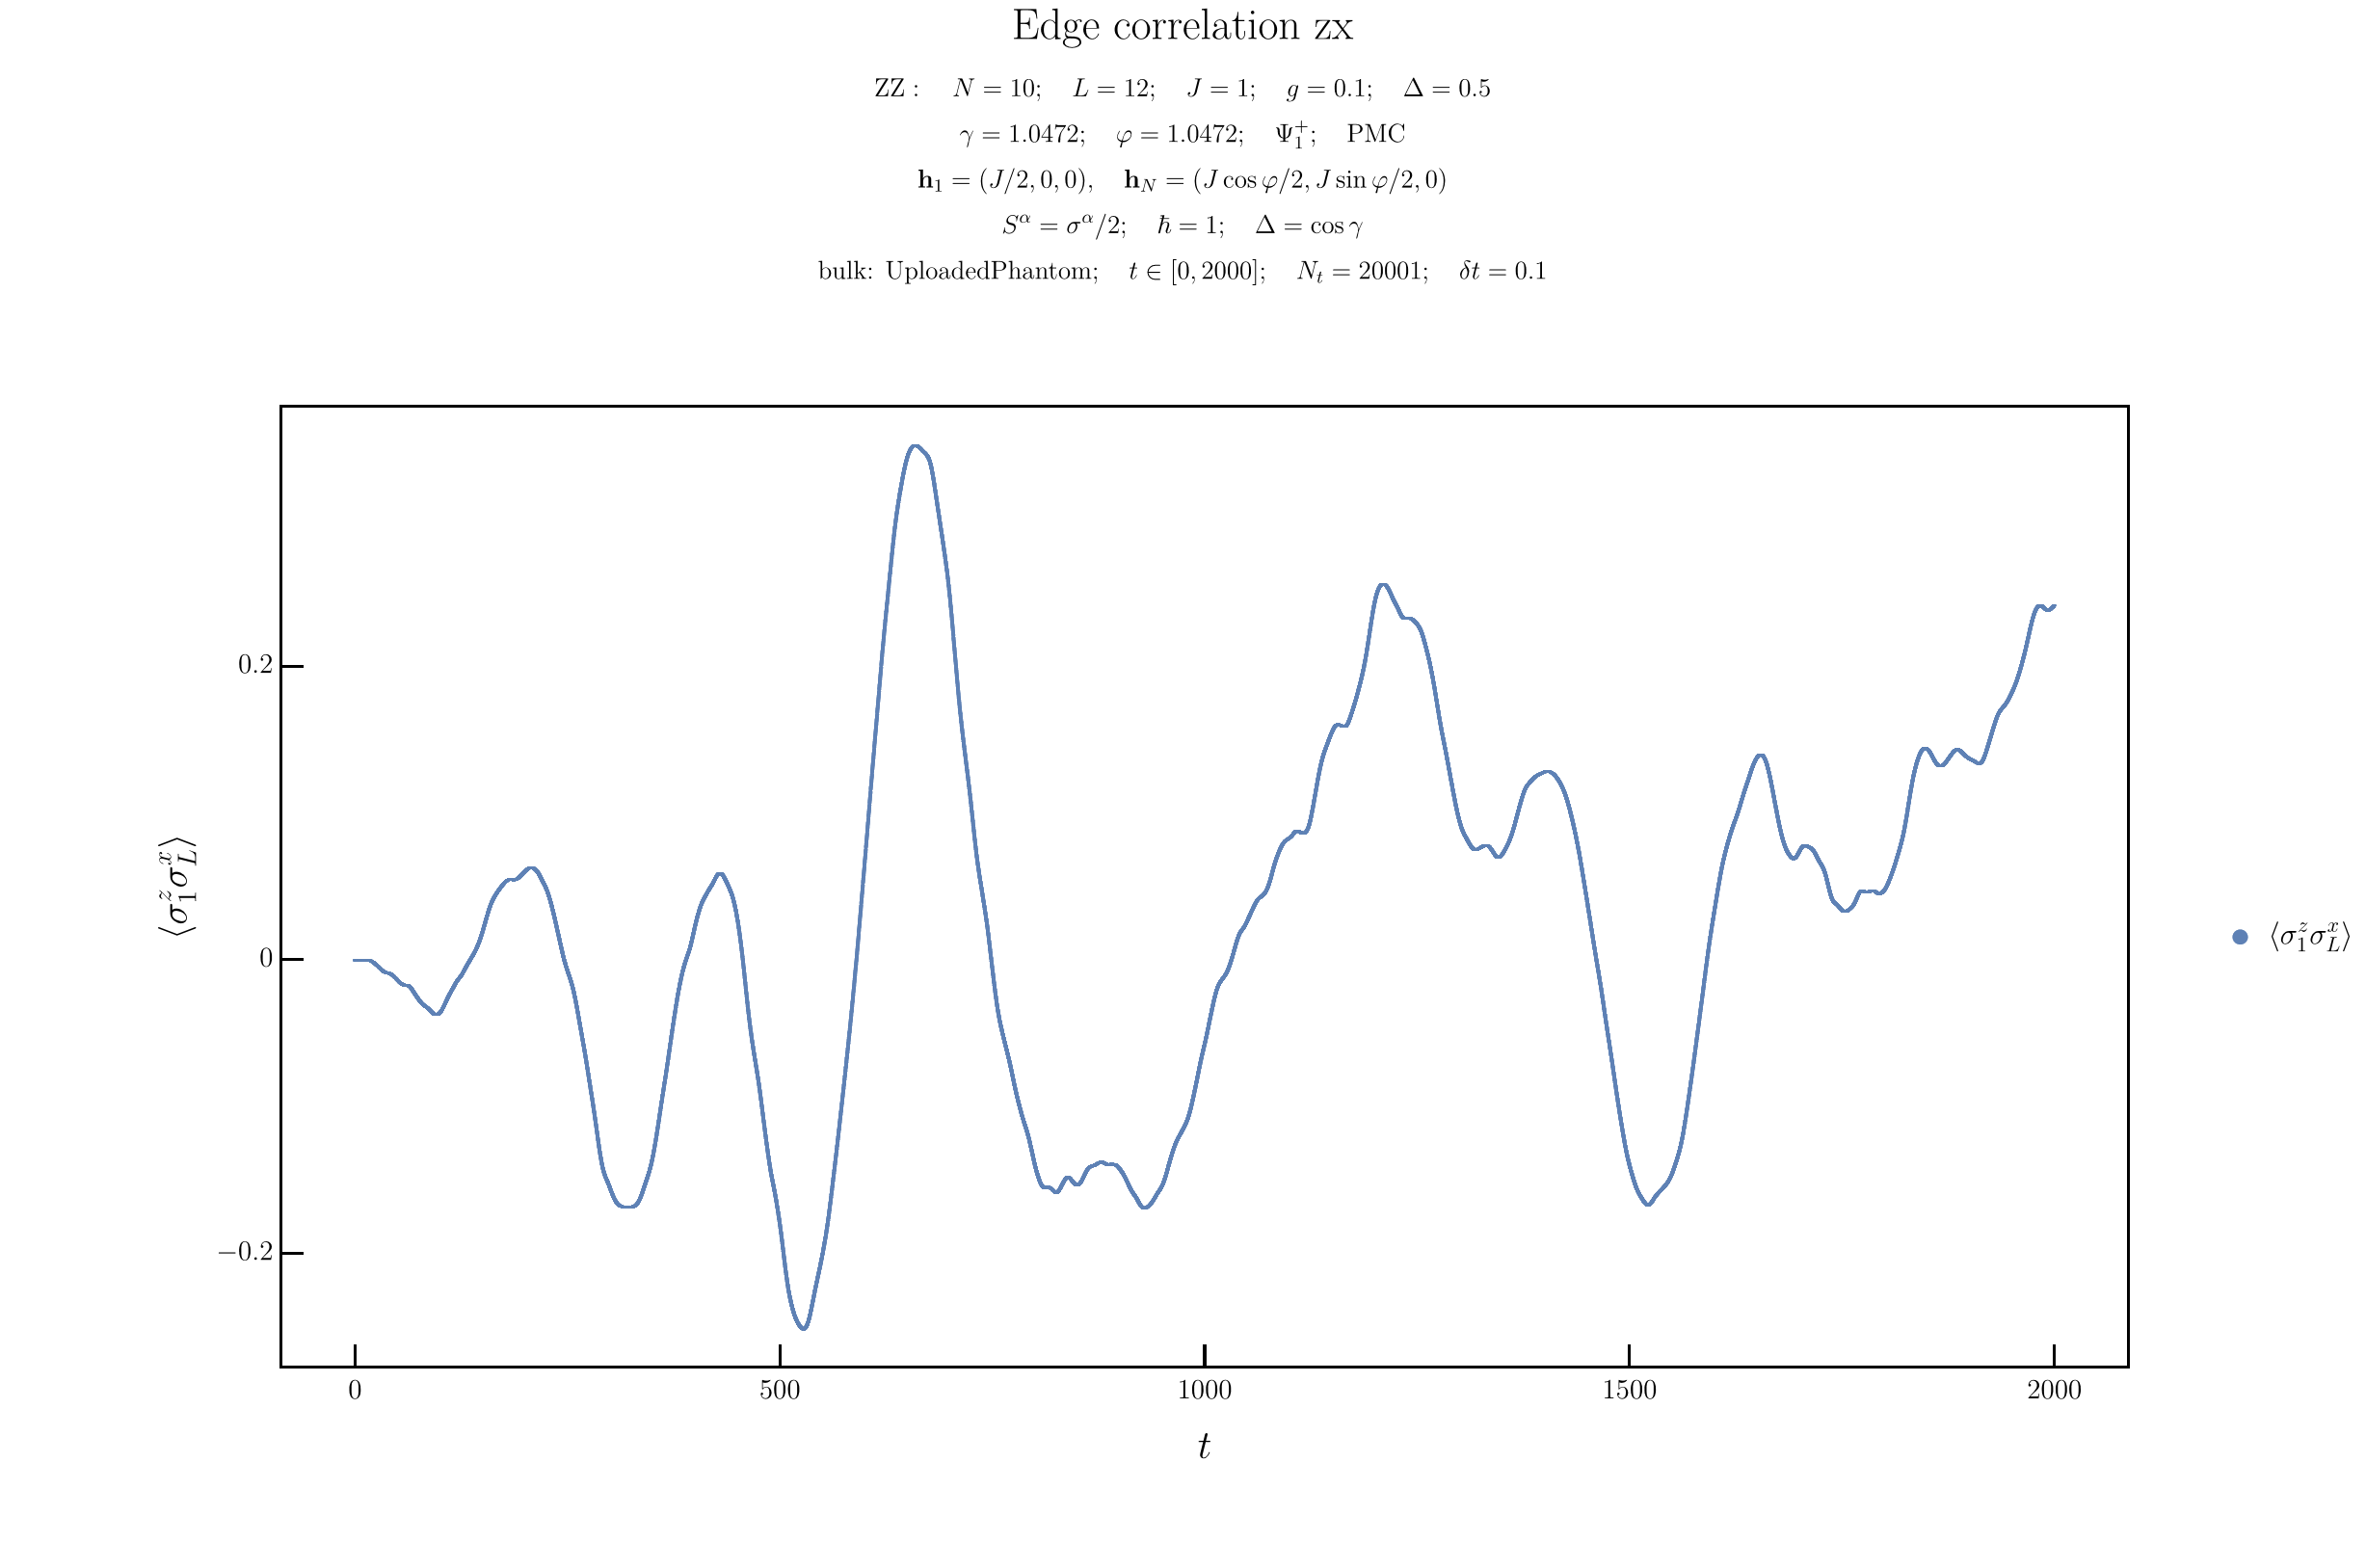 Edge correlation zx
ZZ : N = 10; L = 12; J = 1; g = 0.1; Δ = 0.5
γ = 1.0472; φ = 1.0472; Ψ₁⁺; PMC
h₁ = (J/2, 0, 0), h_N = (J cos φ/2, J sin φ/2, 0)
S^α = σ^α/2; ℏ = 1; Δ = cos γ
bulk: UploadedPhantom; t ∈ [0, 2000]; N_t = 20001; δt = 0.1
⟨σ₁^z σ_L^x⟩
0.2
0
−0.2
⟨σ₁^z σ_L^x⟩
0 500 1000 1500 2000
t